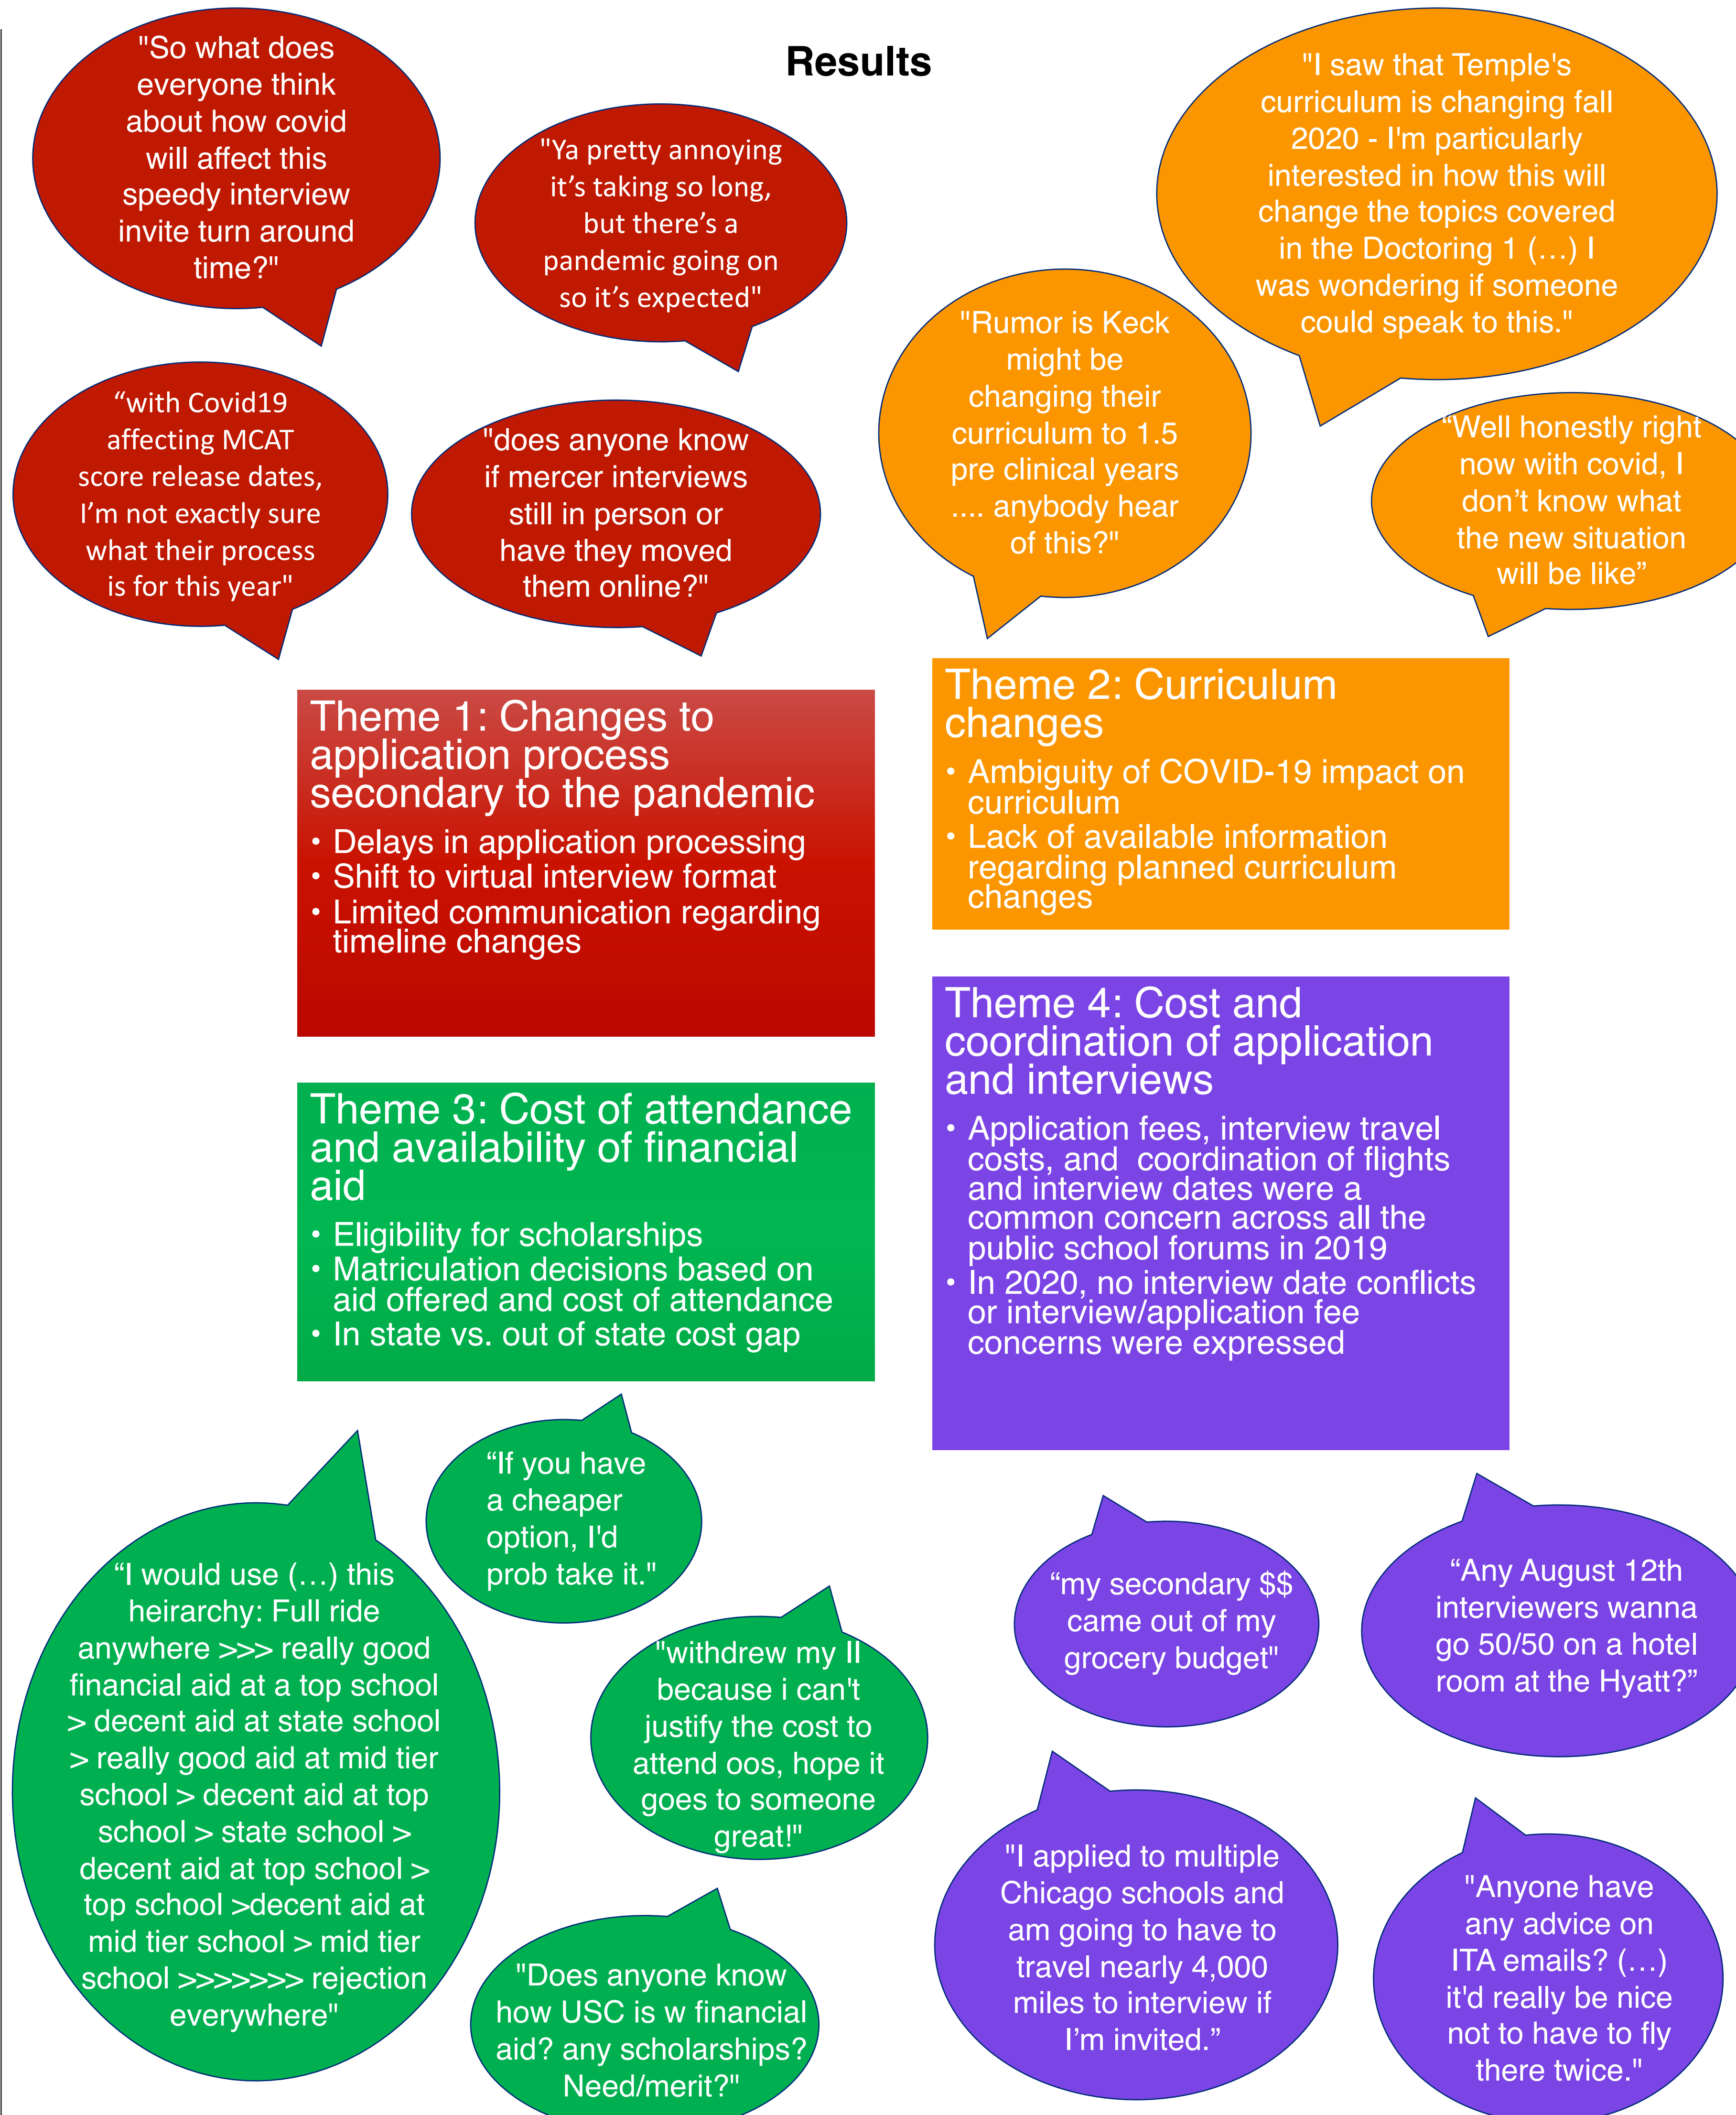 Results
"So what does
everyone think
about how covid
will affect this
speedy interview
invite turn around
time?"
"Ya pretty annoying
it’s taking so long,
but there’s a
pandemic going on
so it’s expected"
“with Covid19
affecting MCAT
score release dates,
I’m not exactly sure
what their process
is for this year"
"does anyone know
if mercer interviews
still in person or
have they moved
them online?"
"I saw that Temple's
curriculum is changing fall
2020 - I'm particularly
interested in how this will
change the topics covered
in the Doctoring 1 (…) I
was wondering if someone
could speak to this."
"Rumor is Keck
might be
changing their
curriculum to 1.5
pre clinical years
.... anybody hear
of this?"
“Well honestly right
now with covid, I
don’t know what
the new situation
will be like”
Theme 1: Changes to
application process
secondary to the pandemic
• Delays in application processing
• Shift to virtual interview format
• Limited communication regarding
timeline changes
Theme 2: Curriculum
changes
• Ambiguity of COVID-19 impact on
curriculum
• Lack of available information
regarding planned curriculum
changes
Theme 3: Cost of attendance
and availability of financial
aid
• Eligibility for scholarships
• Matriculation decisions based on
aid offered and cost of attendance
• In state vs. out of state cost gap
Theme 4: Cost and
coordination of application
and interviews
• Application fees, interview travel
costs, and  coordination of flights
and interview dates were a
common concern across all the
public school forums in 2019
• In 2020, no interview date conflicts
or interview/application fee
concerns were expressed
“If you have
a cheaper
option, I'd
prob take it."
“I would use (…) this
heirarchy: Full ride
anywhere >>> really good
financial aid at a top school
> decent aid at state school
> really good aid at mid tier
school > decent aid at top
school > state school >
decent aid at top school >
top school >decent aid at
mid tier school > mid tier
school >>>>>>> rejection
everywhere"
"withdrew my II
because i can't
justify the cost to
attend oos, hope it
goes to someone
great!"
"Does anyone know
how USC is w financial
aid? any scholarships?
Need/merit?"
“my secondary $$
came out of my
grocery budget"
“Any August 12th
interviewers wanna
go 50/50 on a hotel
room at the Hyatt?”
"I applied to multiple
Chicago schools and
am going to have to
travel nearly 4,000
miles to interview if
I’m invited.”
"Anyone have
any advice on
ITA emails? (…)
it'd really be nice
not to have to fly
there twice."